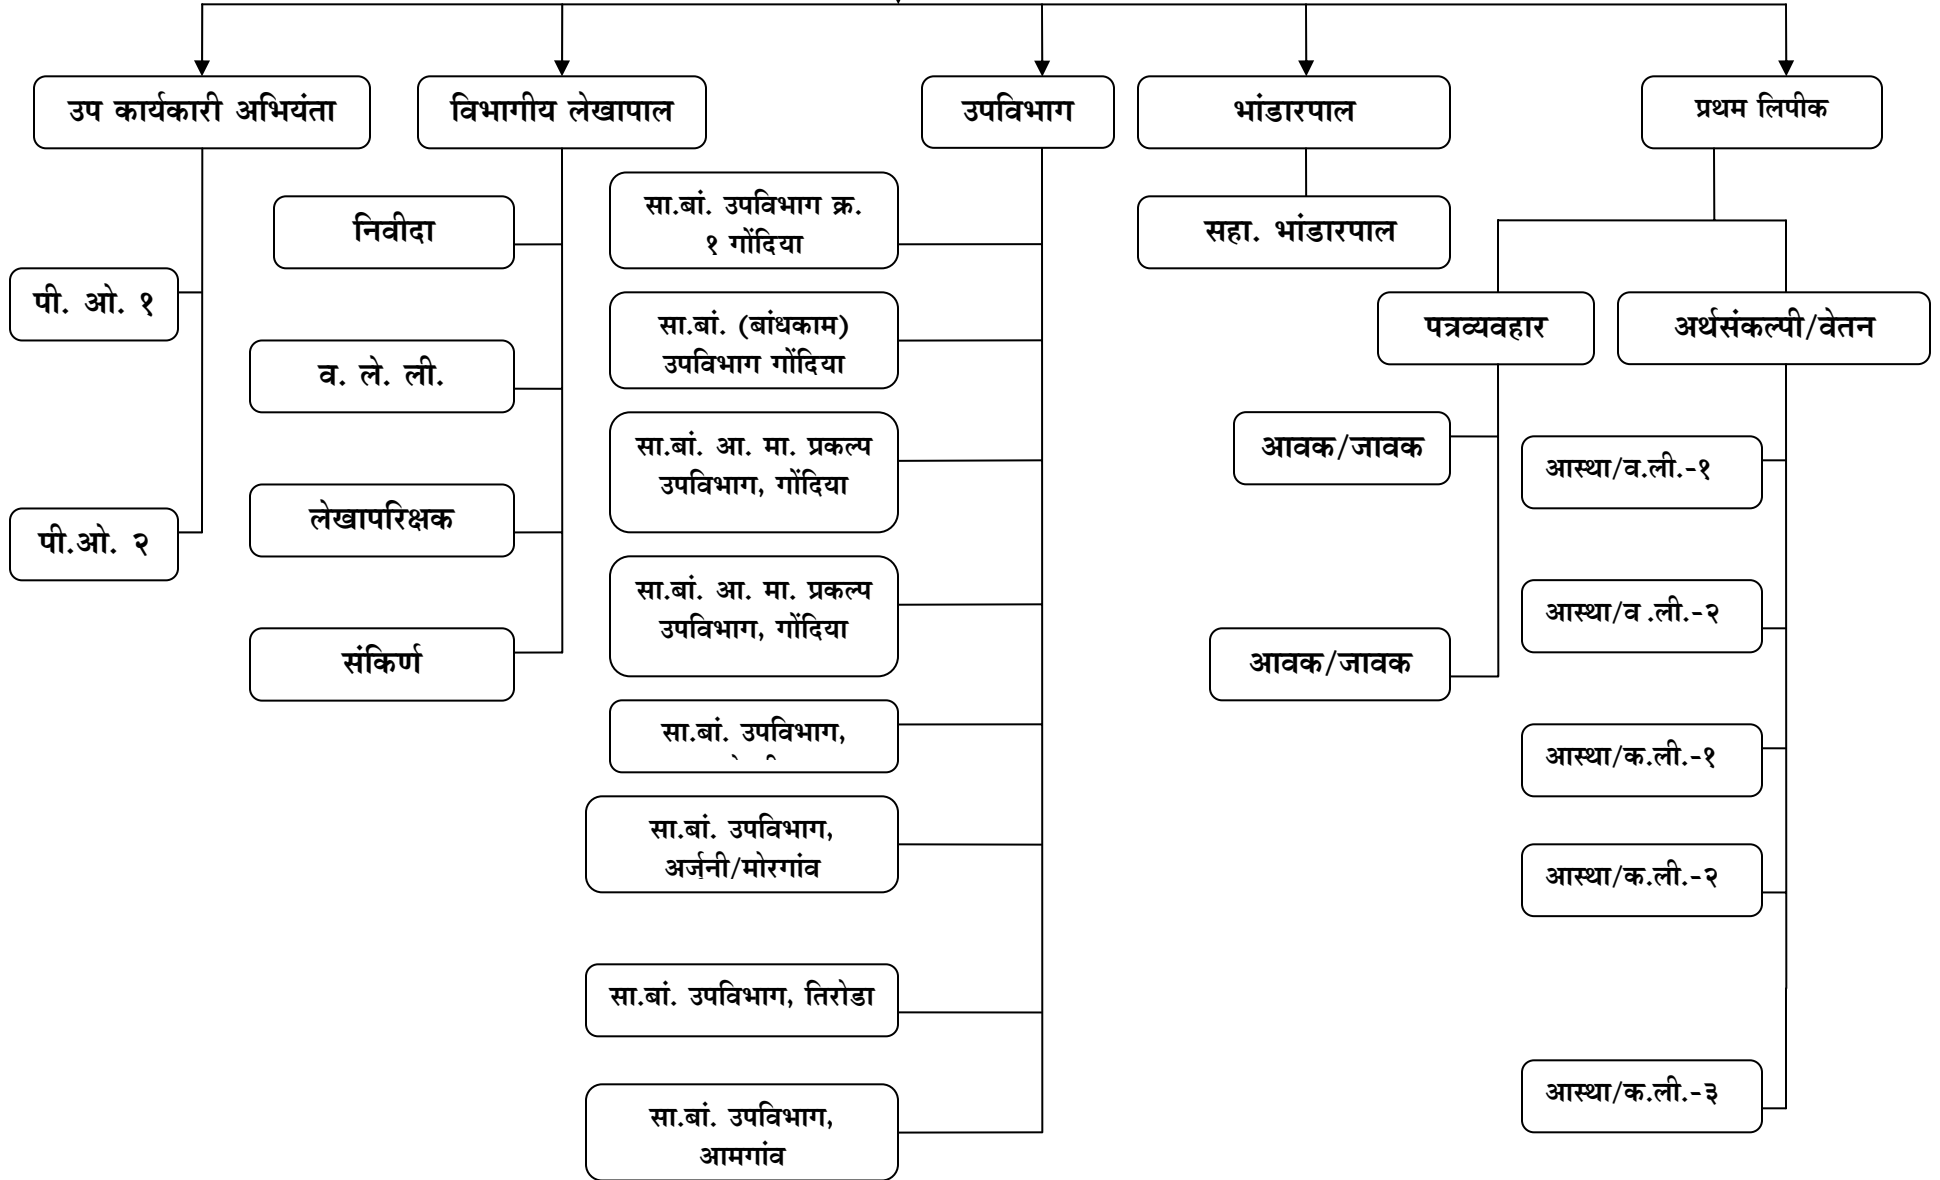 उप कार्यकारी अभियंता
विभागीय लेखापाल
उपविभाग
भांडारपाल
प्रथम लिपीक
पी. ओ. १
पी.ओ. २
निवीदा
व. ले. ली.
लेखापरिक्षक
संकिर्ण
सा.बां. उपविभाग क्र.
१ गोंदिया
सा.बां. (बांधकाम)
उपविभाग गोंदिया
सा.बां. आ. मा. प्रकल्प
उपविभाग, गोंदिया
सा.बां. आ. मा. प्रकल्प
उपविभाग, गोंदिया
सा.बां. उपविभाग,
सा.बां. उपविभाग,
अर्जुनी/मोरगांव
सा.बां. उपविभाग, तिरोडा
सा.बां. उपविभाग,
आमगांव
सहा. भांडारपाल
पत्रव्यवहार
आवक/जावक
आवक/जावक
अर्थसंकल्पी/वेतन
आस्था/व.ली.-१
आस्था/व .ली.-२
आस्था/क.ली.-१
आस्था/क.ली.-२
आस्था/क.ली.-३